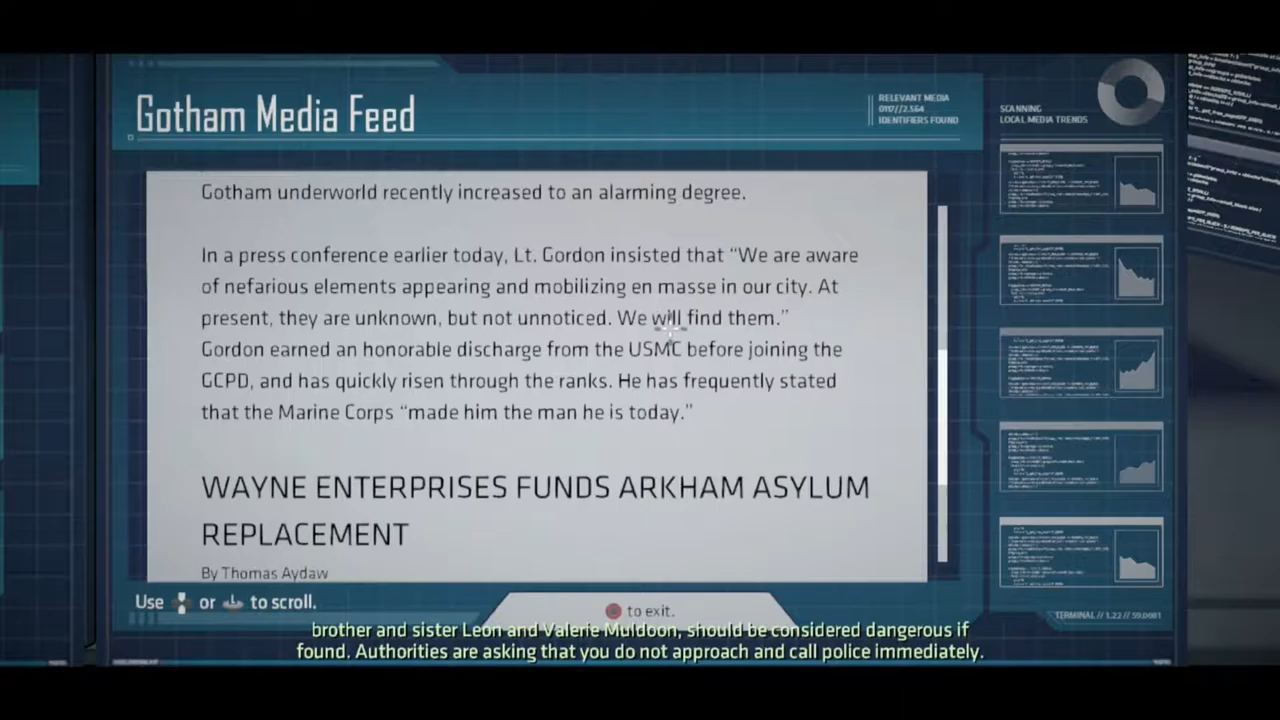 Gotham Media Feed
RELEVANT MEDIA
IDENTIFIERS FOUND
SCANNING
LOCAL MEDIA TRENDS
Gotham underworld recently increased to an alarming degree.
In a press conference earlier today, Lt. Gordon insisted that “We are aware
of nefarious elements appearing and mobilizing en masse in our city. At
present, they are unknown, but not unnoticed. We will find them.”
Gordon earned an honorable discharge from the USMC before joining the
GCPD, and has quickly risen through the ranks. He has frequently stated
that the Marine Corps “made him the man he is today.”
WAYNE ENTERPRISES FUNDS ARKHAM ASYLUM
REPLACEMENT
By Thomas Aydaw
Use or to scroll.
to exit.
TERMINAL // 1.22 // 59.0081
brother and sister Leon and Valerie Muldoon, should be considered dangerous if
found. Authorities are asking that you do not approach and call police immediately.